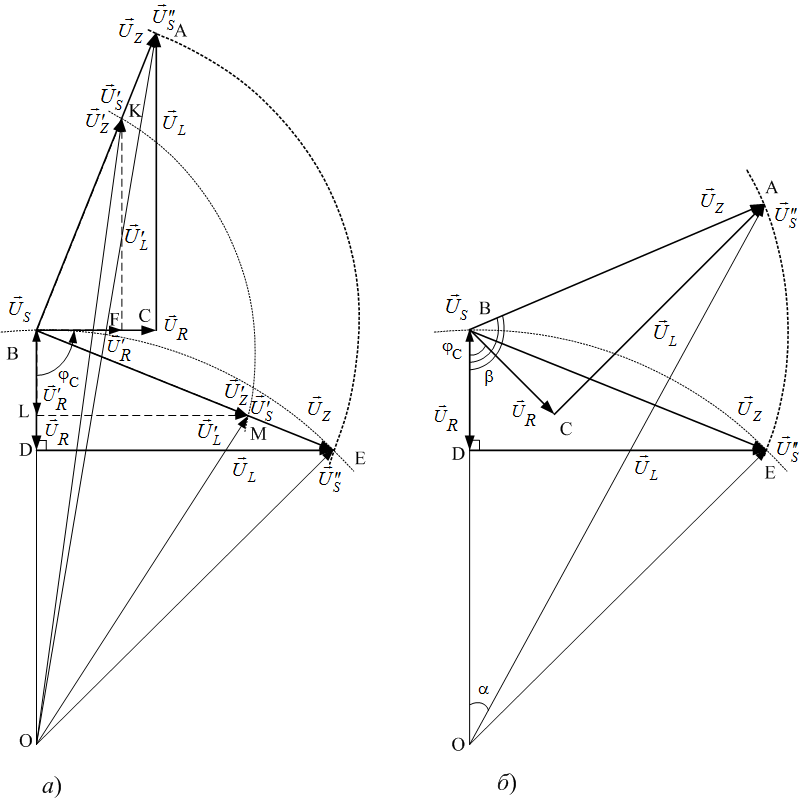 U⃗″S
U⃗Z A
U⃗′S
U⃗′Z K
U⃗L
U⃗′L
U⃗S
F C U⃗R
B U⃗′R
φC
U⃗′R U⃗′Z U⃗′S U⃗Z
L
U⃗R U⃗′L M
D E
U⃗L U⃗″S
O
а)
A
U⃗Z U⃗″S
U⃗S B
φC U⃗L
β
U⃗R U⃗R U⃗Z
C
D U⃗″S
U⃗L E
α
O
б)